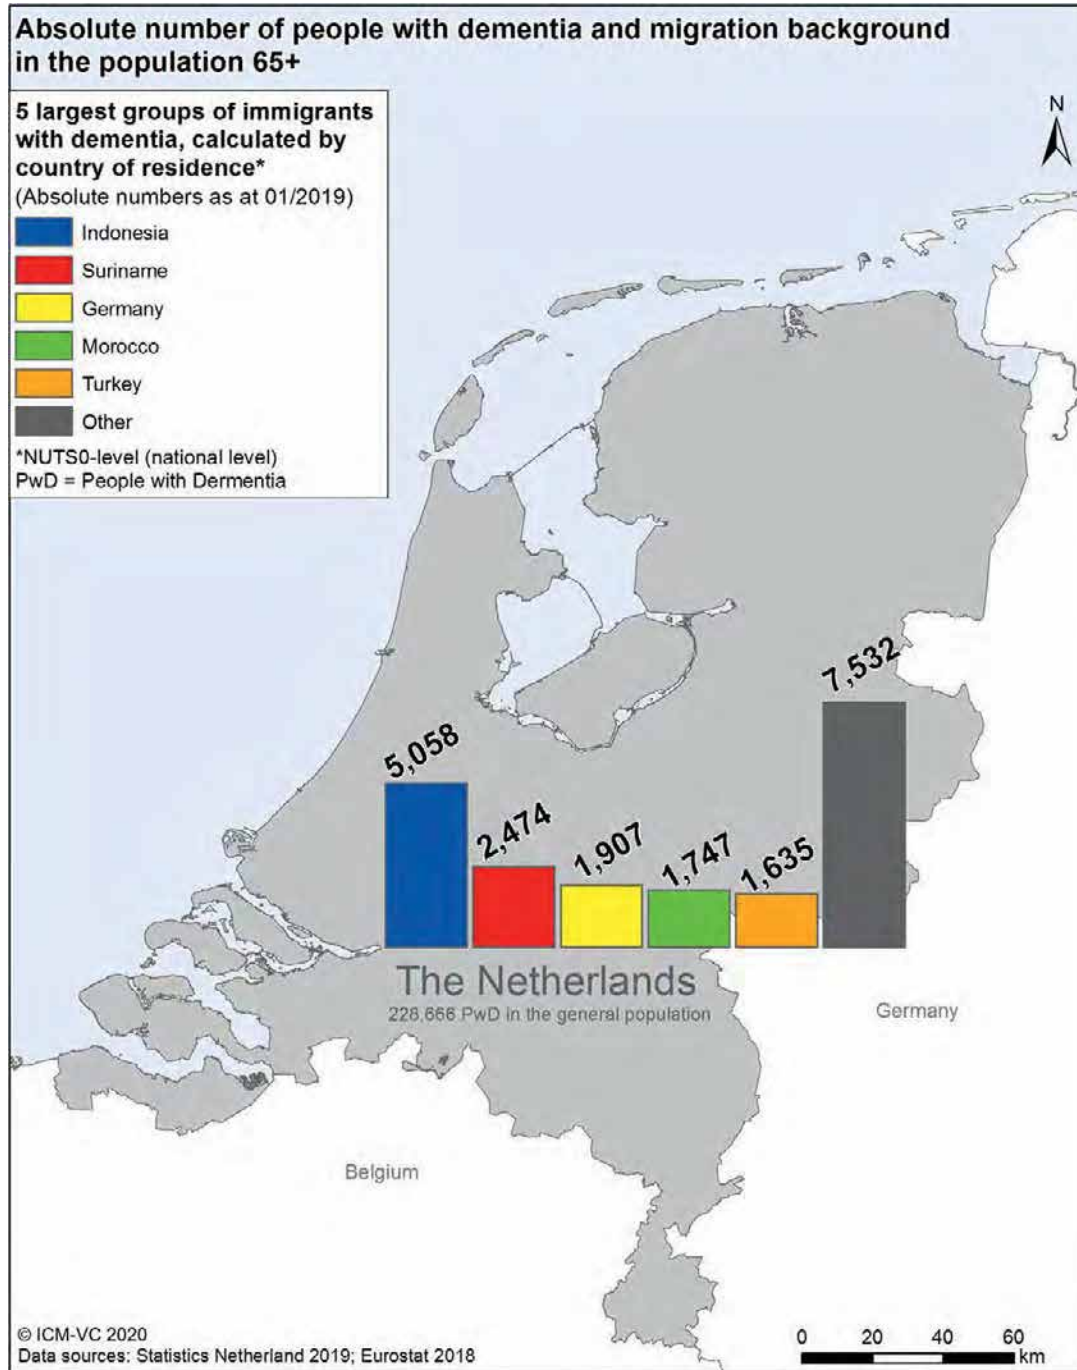 Absolute number of people with dementia and migration background
in the population 65+
5 largest groups of immigrants
with dementia, calculated by
country of residence*
(Absolute numbers as at 01/2019)
Indonesia
Suriname
Germany
Morocco
Turkey
Other
*NUTS0-level (national level)
PwD = People with Dermentia
N
7,532
5,058
2,474
1,907
1,747
1,635
The Netherlands
228,666 PwD in the general population
Germany
Belgium
© ICM-VC 2020
Data sources: Statistics Netherland 2019; Eurostat 2018
0 20 40 60
km